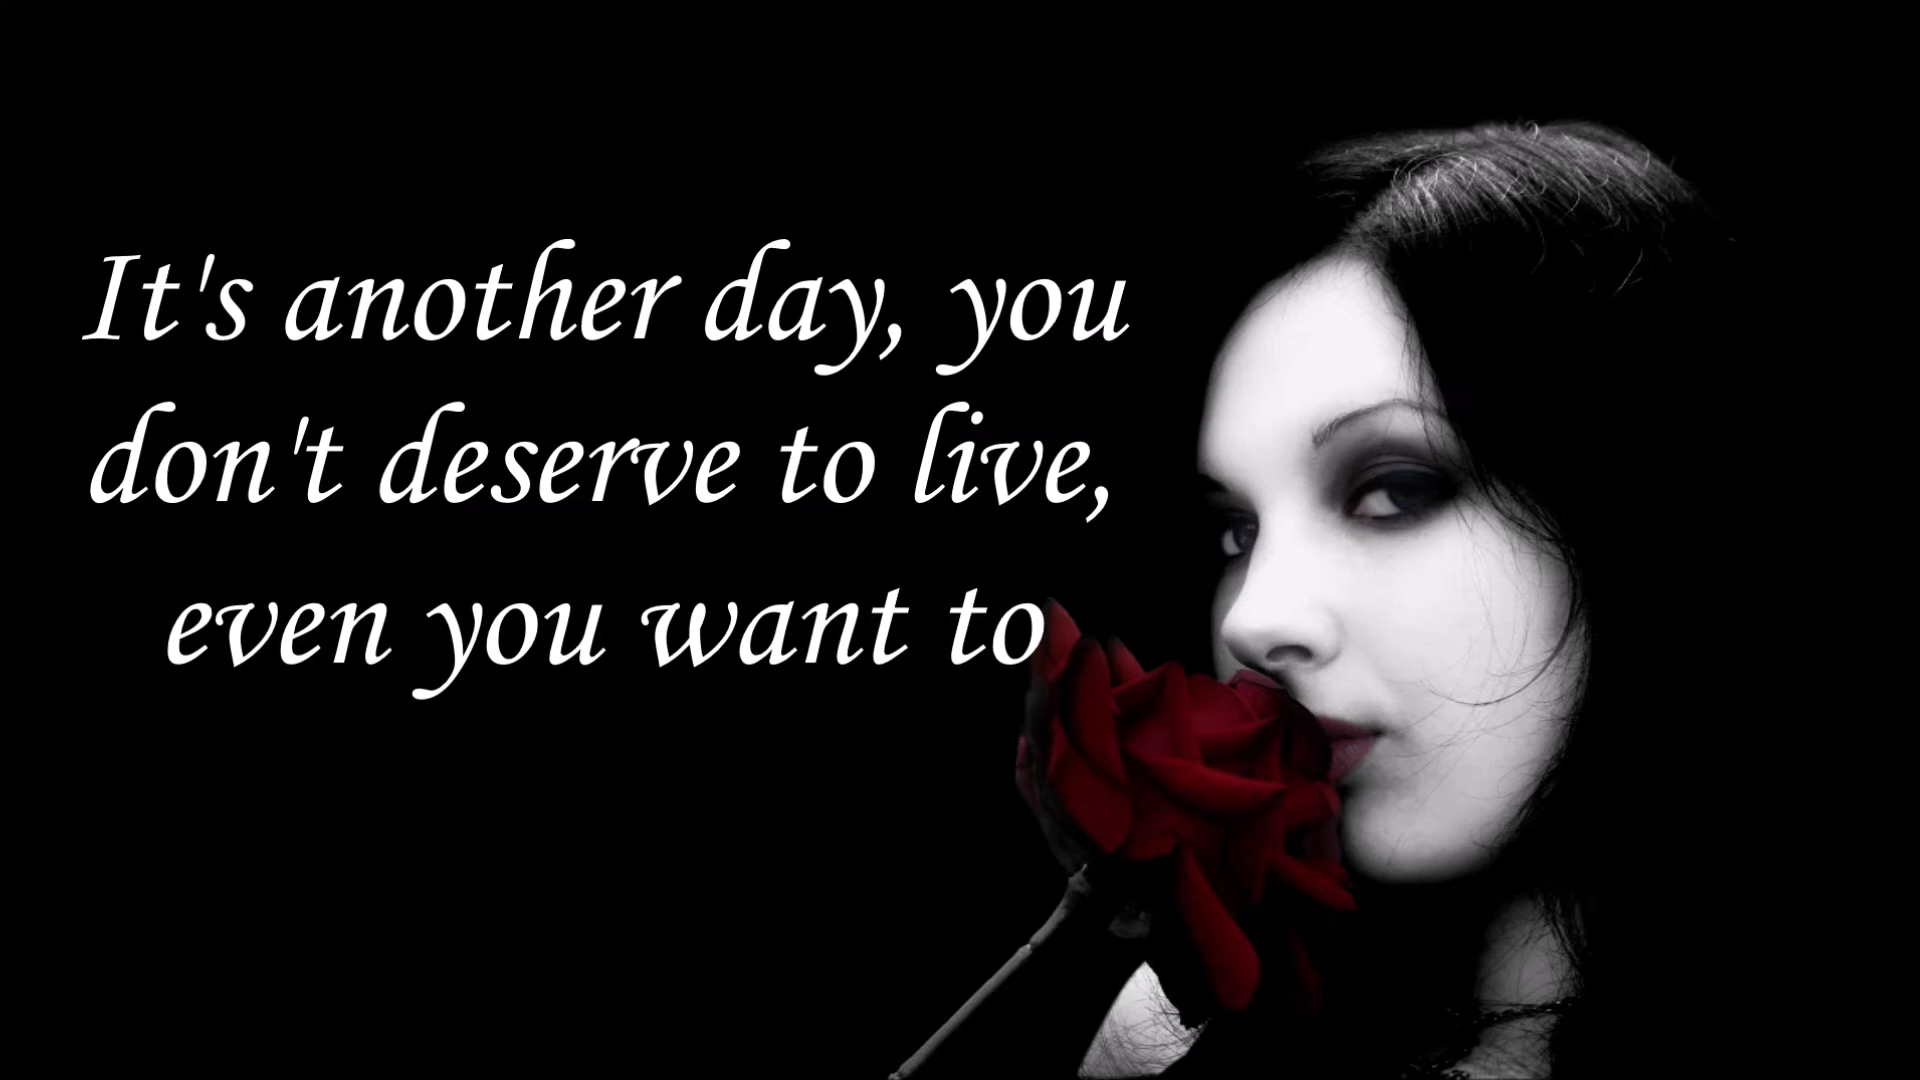 It's another day, you
don't deserve to live,
even you want to